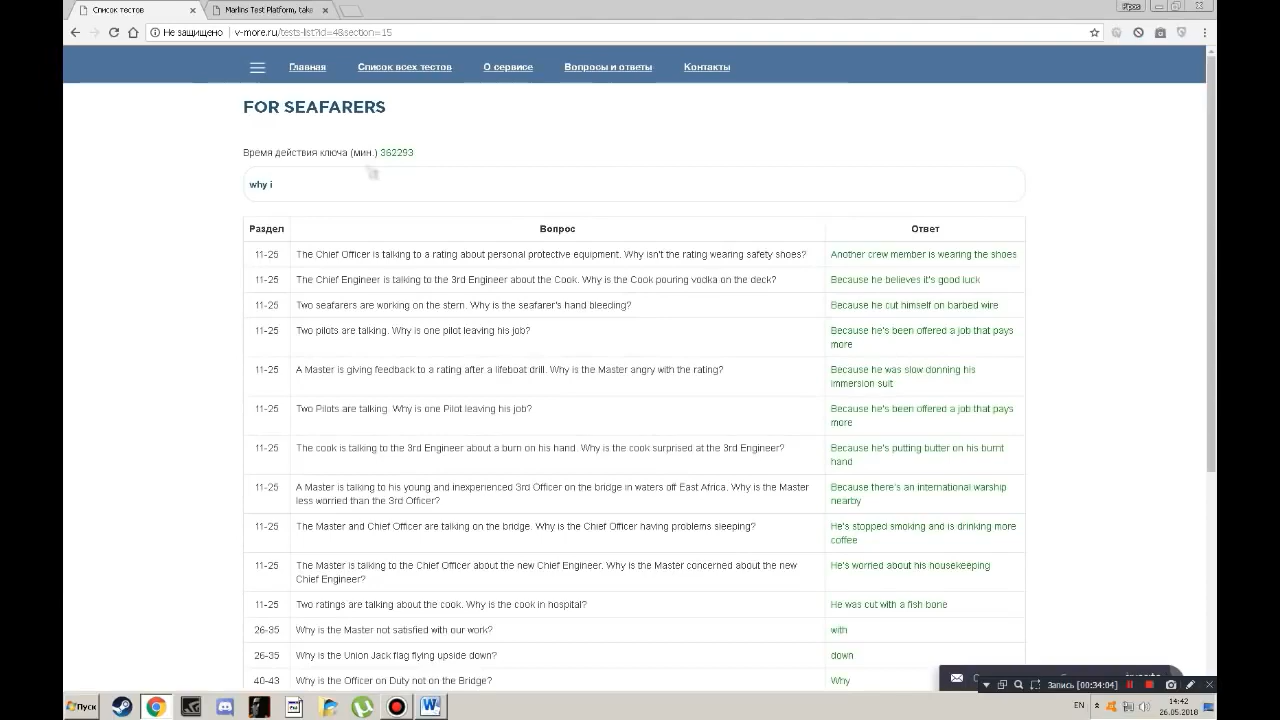 Список тестов
Marlins Test Platform, take
Pipos
Не защищено
v-more.ru/tests-list?id=4&section=15
Главная
Список всех тестов
О сервисе
Вопросы и ответы
Контакты
FOR SEAFARERS
Время действия ключа (мин.) 362293
why i
Раздел Вопрос Ответ
11-25 The Chief Officer is talking to a rating about personal protective equipment. Why isn't the rating wearing safety shoes? Another crew member is wearing the shoes
11-25 The Chief Engineer is talking to the 3rd Engineer about the Cook. Why is the Cook pouring vodka on the deck? Because he believes it's good luck
11-25 Two seafarers are working on the stern. Why is the seafarer's hand bleeding? Because he cut himself on barbed wire
11-25 Two pilots are talking. Why is one pilot leaving his job? Because he's been offered a job that pays
more
11-25 A Master is giving feedback to a rating after a lifeboat drill. Why is the Master angry with the rating? Because he was slow donning his
immersion suit
11-25 Two Pilots are talking. Why is one Pilot leaving his job? Because he's been offered a job that pays
more
11-25 The cook is talking to the 3rd Engineer about a burn on his hand. Why is the cook surprised at the 3rd Engineer? Because he's putting butter on his burnt
hand
11-25 A Master is talking to his young and inexperienced 3rd Officer on the bridge in waters off East Africa. Why is the Master Because there's an international warship
less worried than the 3rd Officer? nearby
11-25 The Master and Chief Officer are talking on the bridge. Why is the Chief Officer having problems sleeping? He's stopped smoking and is drinking more
coffee
11-25 The Master is talking to the Chief Officer about the new Chief Engineer. Why is the Master concerned about the new He's worried about his housekeeping
Chief Engineer?
11-25 Two ratings are talking about the cook. Why is the cook in hospital? He was cut with a fish bone
26-35 Why is the Master not satisfied with our work? with
26-35 Why is the Union Jack flag flying upside down? down
40-43 Why is the Officer on Duty not on the Bridge? Why
Запись [00:34:04]
Пуск
EN
14:42
26.05.2018